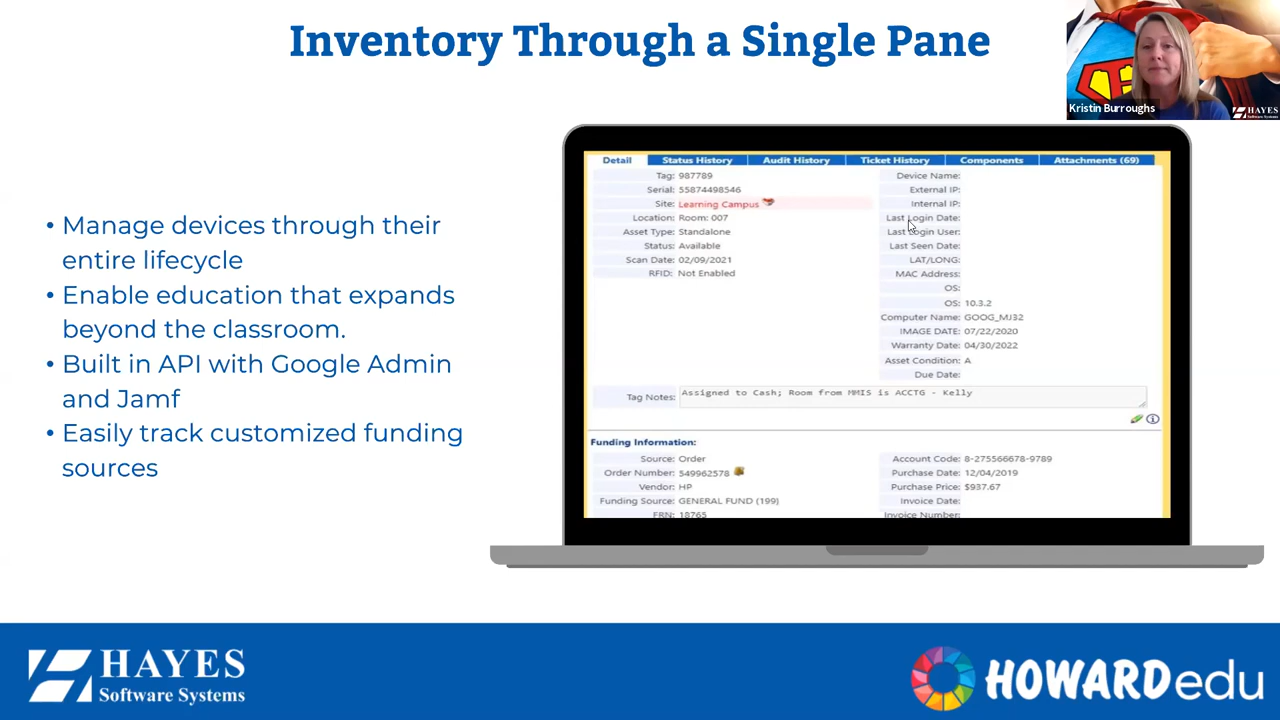 Inventory Through a Single Pane
Kristin Burroughs
HAYES
Software Systems
• Manage devices through their
entire lifecycle
• Enable education that expands
beyond the classroom.
• Built in API with Google Admin
and Jamf
• Easily track customized funding
sources
Detail Status History Audit History Ticket History Components Attachments (69)
Tag: 987789
Serial: 55874498546
Site: Learning Campus
Location: Room: 007
Asset Type: Standalone
Status: Available
Scan Date: 02/09/2021
RFID: Not Enabled
Device Name:
External IP:
Internal IP:
Last Login Date:
Last Login User:
Last Seen Date:
LAT/LONG:
MAC Address:
OS:
OS: 10.3.2
Computer Name: GOOG_MJ32
IMAGE DATE: 07/22/2020
Warranty Date: 04/30/2022
Asset Condition: A
Due Date:
Tag Notes: Assigned to Cash; Room from MMIS is ACCTG - Kelly
Funding Information:
Source: Order
Order Number: 549962578
Vendor: HP
Funding Source: GENERAL FUND (199)
FRN: 18765
Account Code: 8-275566678-9789
Purchase Date: 12/04/2019
Purchase Price: $937.67
Invoice Date:
Invoice Number:
HAYES
Software Systems
HOWARDedu